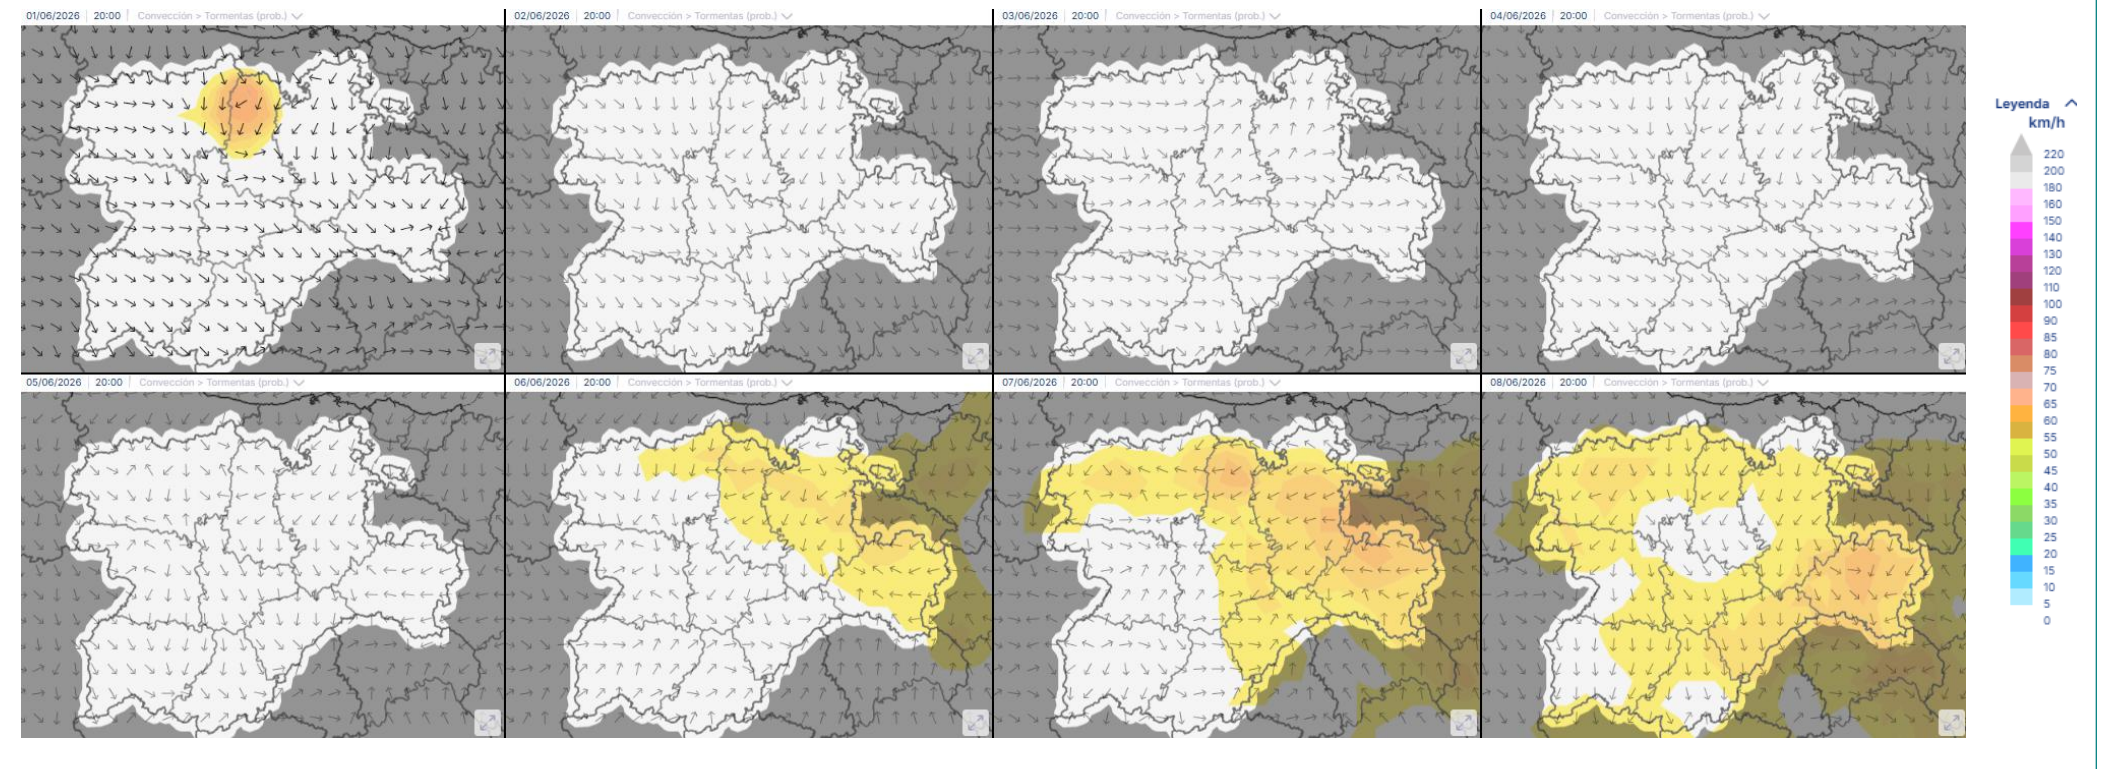 01/06/2026 20:00 Convección > Tormentas (prob.)
02/06/2026 20:00 Convección > Tormentas (prob.)
03/06/2026 20:00 Convección > Tormentas (prob.)
04/06/2026 20:00 Convección > Tormentas (prob.)
05/06/2026 20:00 Convección > Tormentas (prob.)
06/06/2026 20:00 Convección > Tormentas (prob.)
07/06/2026 20:00 Convección > Tormentas (prob.)
08/06/2026 20:00 Convección > Tormentas (prob.)
Leyenda
km/h
220
200
180
160
150
140
130
120
110
100
90
85
80
75
70
65
60
55
50
45
40
35
30
25
20
15
10
5
0